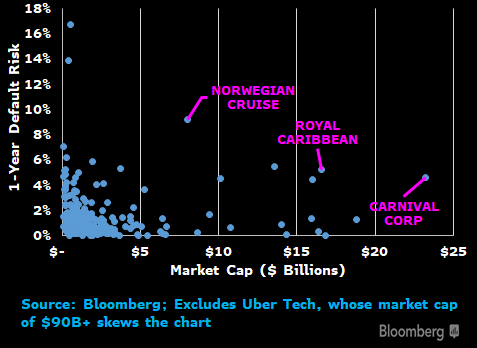 18%
16%
14%
12%
10%
8%
6%
4%
2%
0%
1-Year Default Risk
NORWEGIAN
CRUISE
ROYAL
CARIBBEAN
CARNIVAL
CORP
$-
$5
$10
$15
$20
$25
Market Cap ($ Billions)
Source: Bloomberg; Excludes Uber Tech, whose market cap
of $90B+ skews the chart
Bloomberg